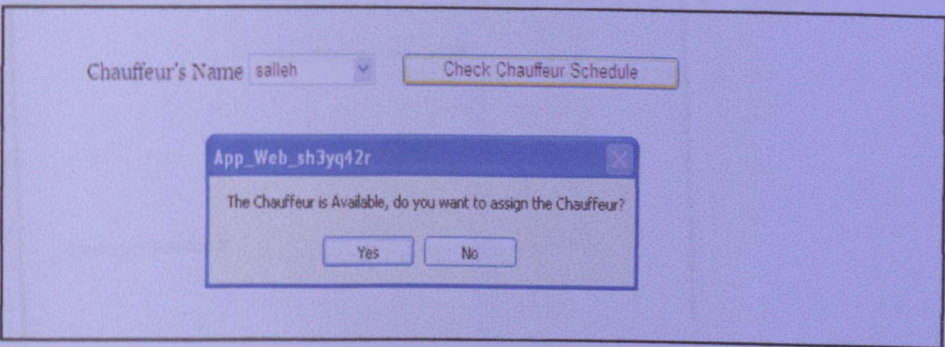 Chauffeur's Name salleh Check Chauffeur Schedule
App_Web_sh3yq42r
The Chauffeur is Available, do you want to assign the Chauffeur?
Yes No